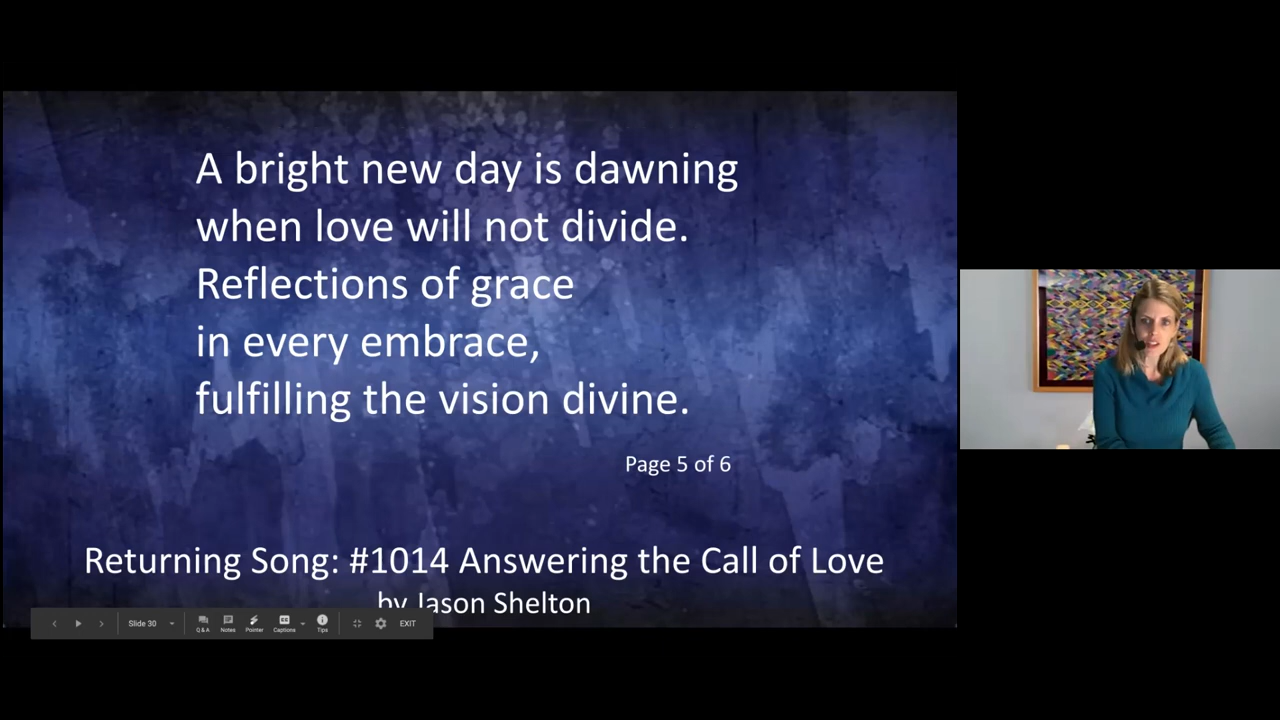 A bright new day is dawning
when love will not divide.
Reflections of grace
in every embrace,
fulfilling the vision divine.
Page 5 of 6
Returning Song: #1014 Answering the Call of Love
by Jason Shelton
Slide 30
Q & A
Notes
Pointer
Captions
Tips
EXIT